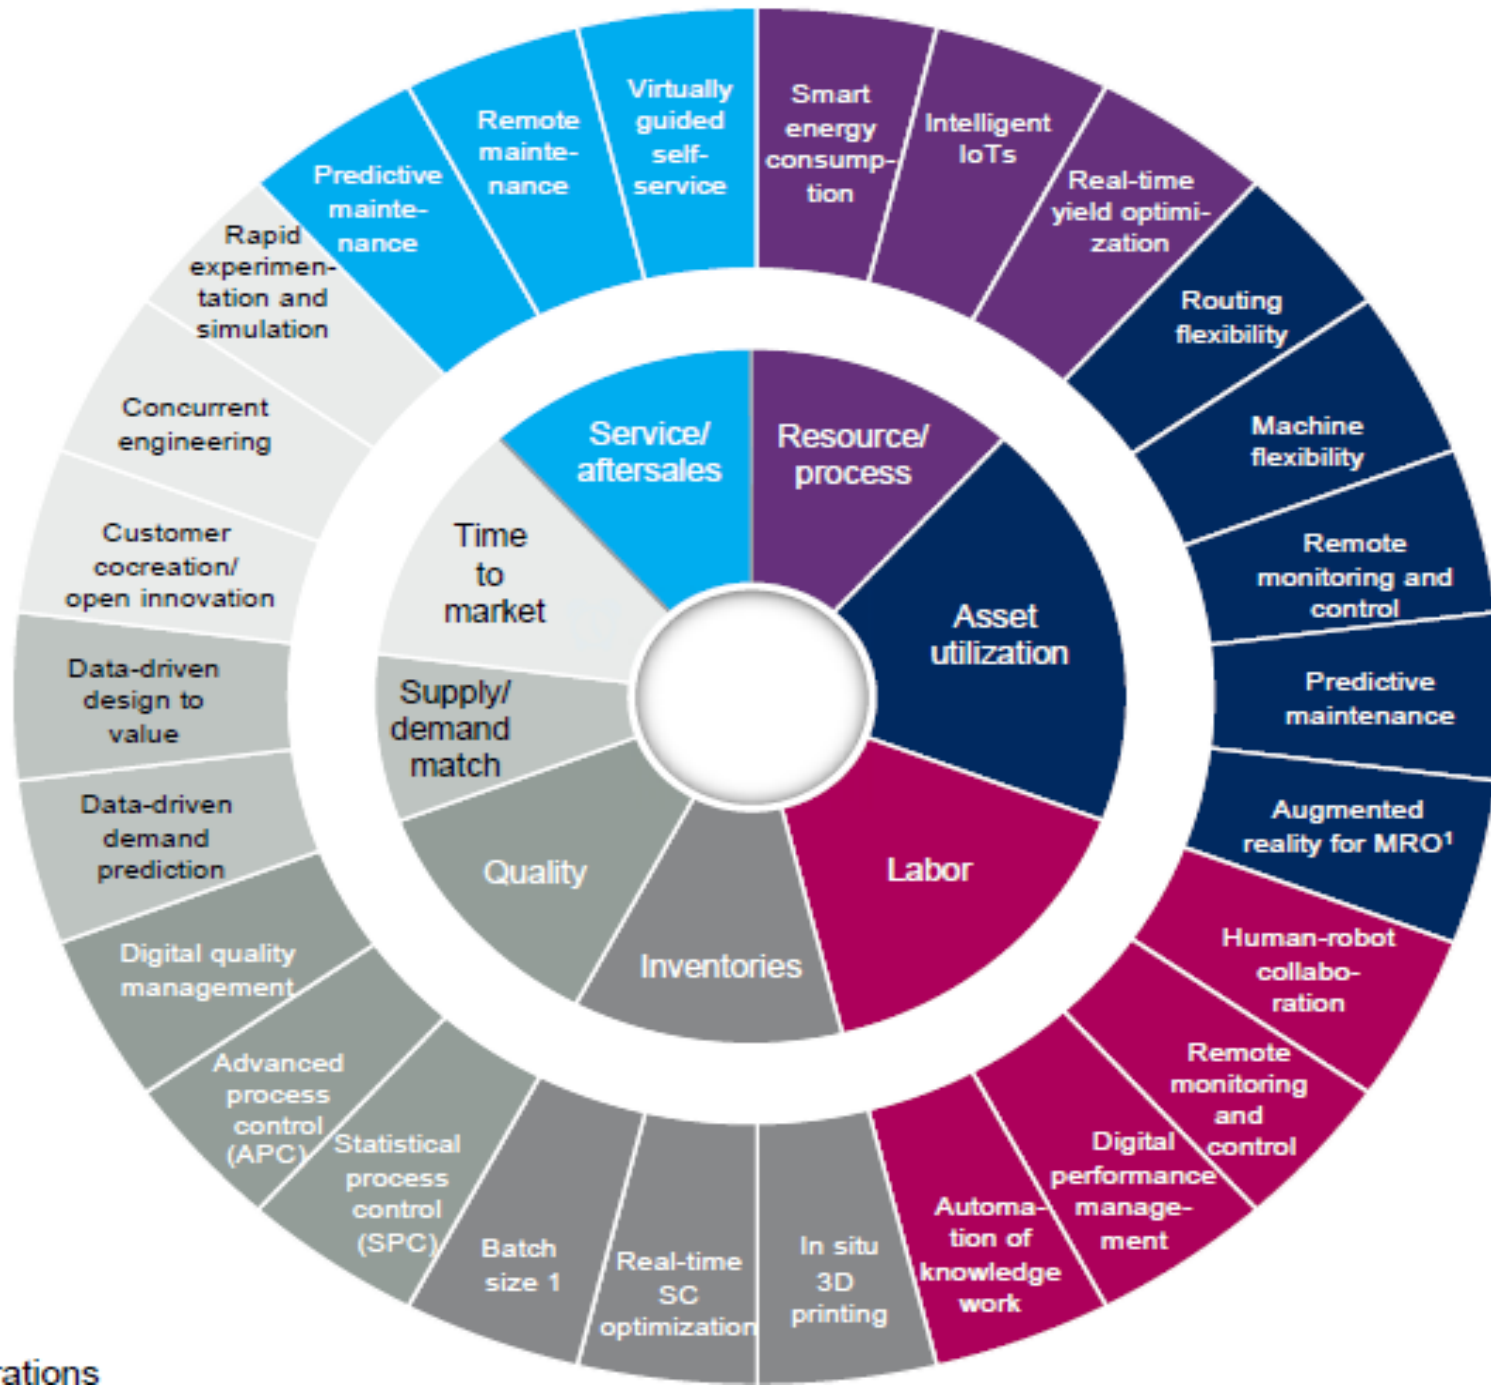 Virtually
guided
self-
service
Smart
energy
consump-
tion
Intelligent
IoTs
Real-time
yield optimi-
zation
Routing
flexibility
Machine
flexibility
Remote
monitoring and
control
Predictive
maintenance
Augmented
reality for MRO¹
Human-robot
collabo-
ration
Remote
monitoring
and
control
Digital
performance
manage-
ment
Automa-
tion of
knowledge
work
In situ
3D
printing
Real-time
SC
optimization
Batch
size 1
Statistical
process
control
(SPC)
Advanced
process
control
(APC)
Digital quality
management
Data-driven
demand
prediction
Data-driven
design to
value
Customer
cocreation/
open innovation
Concurrent
engineering
Rapid
experimen-
tation and
simulation
Predictive
mainte-
nance
Remote
mainte-
nance
Service/
aftersales
Resource/
process
Asset
utilization
Labor
Inventories
Quality
Supply/
demand
match
Time
to
market
rations